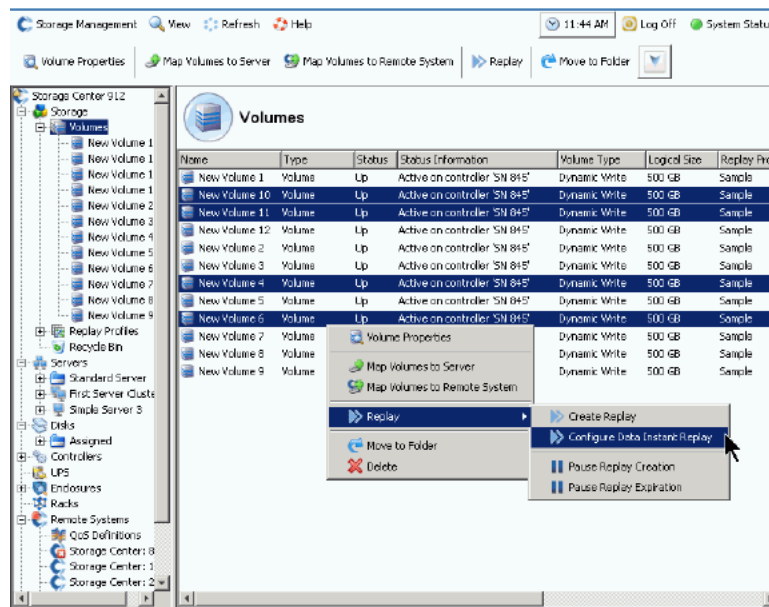 Storage Management View Refresh Help 11:44 AM Log Off System Statu
Volume Properties Map Volumes to Server Map Volumes to Remote System Replay Move to Folder
Storage Center 912
Storage
Volumes
New Volume 1
New Volume 1
New Volume 1
New Volume 1
New Volume 2
New Volume 3
New Volume 4
New Volume 5
New Volume 6
New Volume 7
New Volume 8
New Volume 9
Replay Profiles
Recycle Bin
Servers
Standard Server
First Server Cluste
Simple Server 3
Disks
Assigned
Controllers
UPS
Enclosures
Racks
Remote Systems
QoS Definitions
Storage Center: 8
Storage Center: 1
Storage Center: 2
Volumes
Name Type Status Status Information Volume Type Logical Size Replay Pro
New Volume 1 Volume Up Active on controller 'SN 845' Dynamic Write 500 GB Sample
New Volume 10 Volume Up Active on controller 'SN 845' Dynamic Write 500 GB Sample
New Volume 11 Volume Up Active on controller 'SN 845' Dynamic Write 500 GB Sample
New Volume 12 Volume Up Active on controller 'SN 845' Dynamic Write 500 GB Sample
New Volume 2 Volume Up Active on controller 'SN 845' Dynamic Write 500 GB Sample
New Volume 3 Volume Up Active on controller 'SN 845' Dynamic Write 500 GB Sample
New Volume 4 Volume Up Active on controller 'SN 845' Dynamic Write 500 GB Sample
New Volume 5 Volume Up Active on controller 'SN 845' Dynamic Write 500 GB Sample
New Volume 6 Volume Up Active on controller 'SN 845' Dynamic Write 500 GB Sample
New Volume 7 Volume Dynamic Write 500 GB Sample
New Volume 8 Volume Dynamic Write 500 GB Sample
New Volume 9 Volume Dynamic Write 500 GB Sample
Volume Properties
Map Volumes to Server
Map Volumes to Remote System
Replay
Move to Folder
Delete
Create Replay
Configure Data Instant Replay
Pause Replay Creation
Pause Replay Expiration